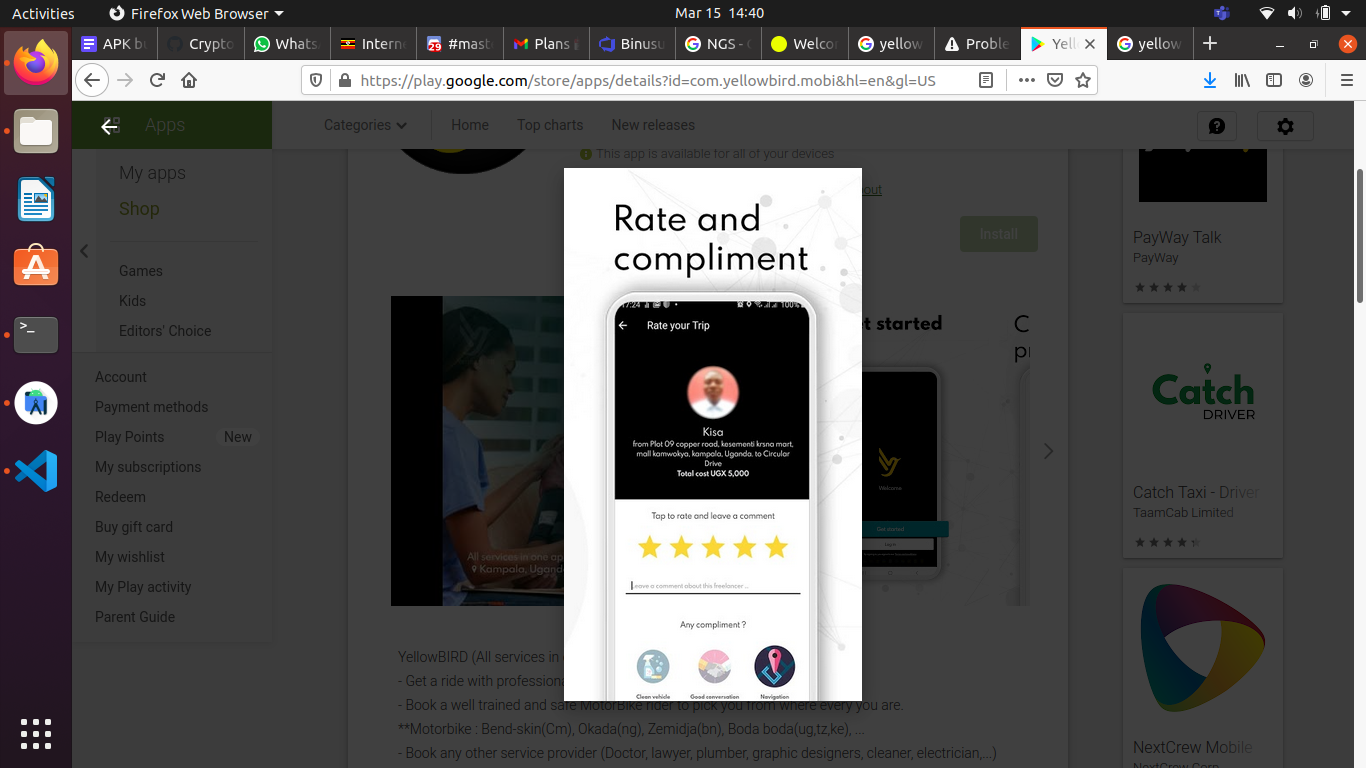 Activities
Firefox Web Browser
Mar 15 14:40
APK b
Crypto
Whats
Intern
#mast
Gmail Plans
Binusu
NGS -
Welcor
yellow
Proble
Yell
yellow
https://play.google.com/store/apps/details?id=com.yellowbird.mobi&hl=en&gl=US
Apps
Categories
Home
Top charts
New releases
My apps
Shop
Games
Kids
Editors' Choice
Account
Payment methods
Play Points
New
My subscriptions
Redeem
Buy gift card
My wishlist
My Play activity
Parent Guide
This app is available for all of your devices
out
Install
All services in one app
Kampala, Uganda
Rate and
compliment
17:24
100%
Rate your Trip
Kisa
from Plot 09 copper road, kesementi krsna mart,
mall kamwokya, kampala, Uganda, to Circular
Drive
Total cost UGX 5,000
Tap to rate and leave a comment
Leave a comment about this freelancer ...
Any compliment ?
Clean vehicle
Good conversation
Navigation
t started
Welcome
Get started
Log in
C
p
YellowBIRD (All services in
- Get a ride with professiona
- Book a well trained and safe MotorBike rider to pick you from where every you are.
**Motorbike : Bend-skin(Cm), Okada(ng), Zemidja(bn), Boda boda(ug,tz,ke), ...
- Book any other service provider (Doctor, lawyer, plumber, graphic designers, cleaner, electrician,...)
PayWay Talk
PayWay
Catch
DRIVER
Catch Taxi - Driver
TaamCab Limited
NextCrew Mobile
NextCrew Corp